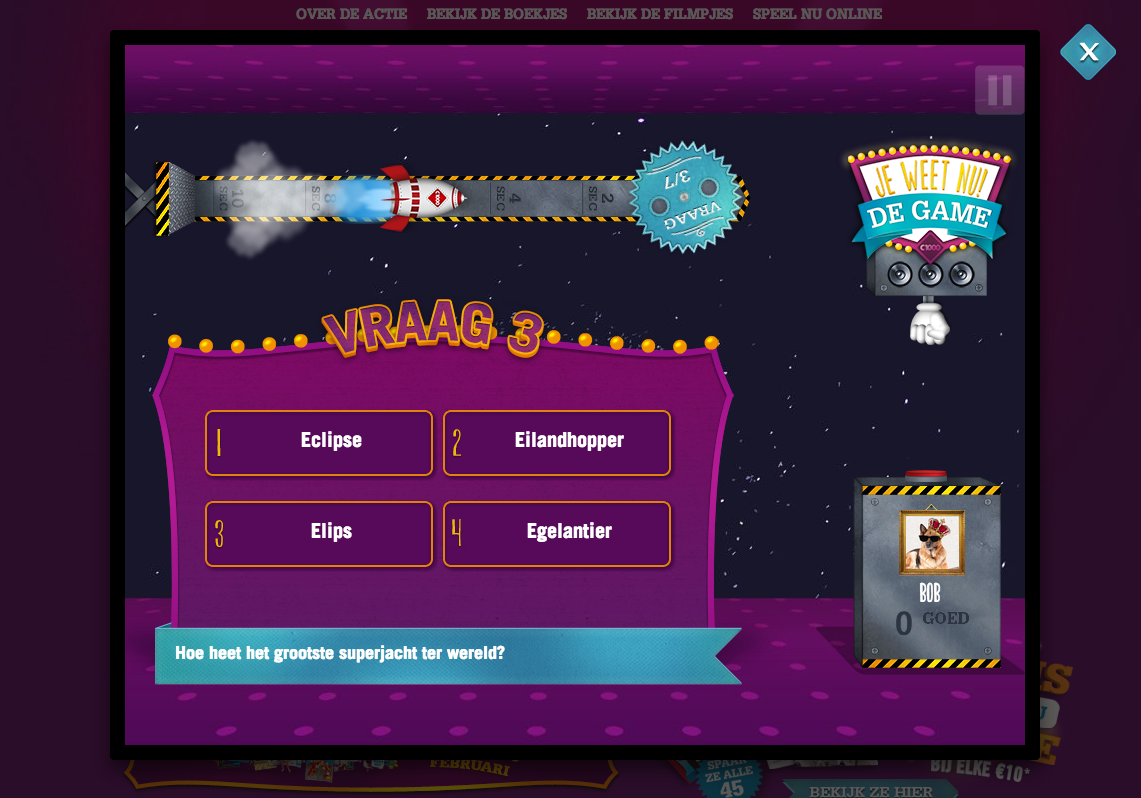 OVER DE ACTIE BEKIJK DE BOEKJES BEKIJK DE FILMPJES SPEEL NU ONLINE
X
10 SEC
8 SEC
4 SEC
2 SEC
VRAAG 3/7
JE WEET NU!
DE GAME
C1000
VRAAG 3
1 Eclipse
2 Eilandhopper
3 Elips
4 Egelantier
BOB
0 GOED
Hoe heet het grootste superjacht ter wereld?
FEBRUARI
SPAAR
ZE ALLE
45
BIJ ELKE €10*
BEKIJK ZE HIER